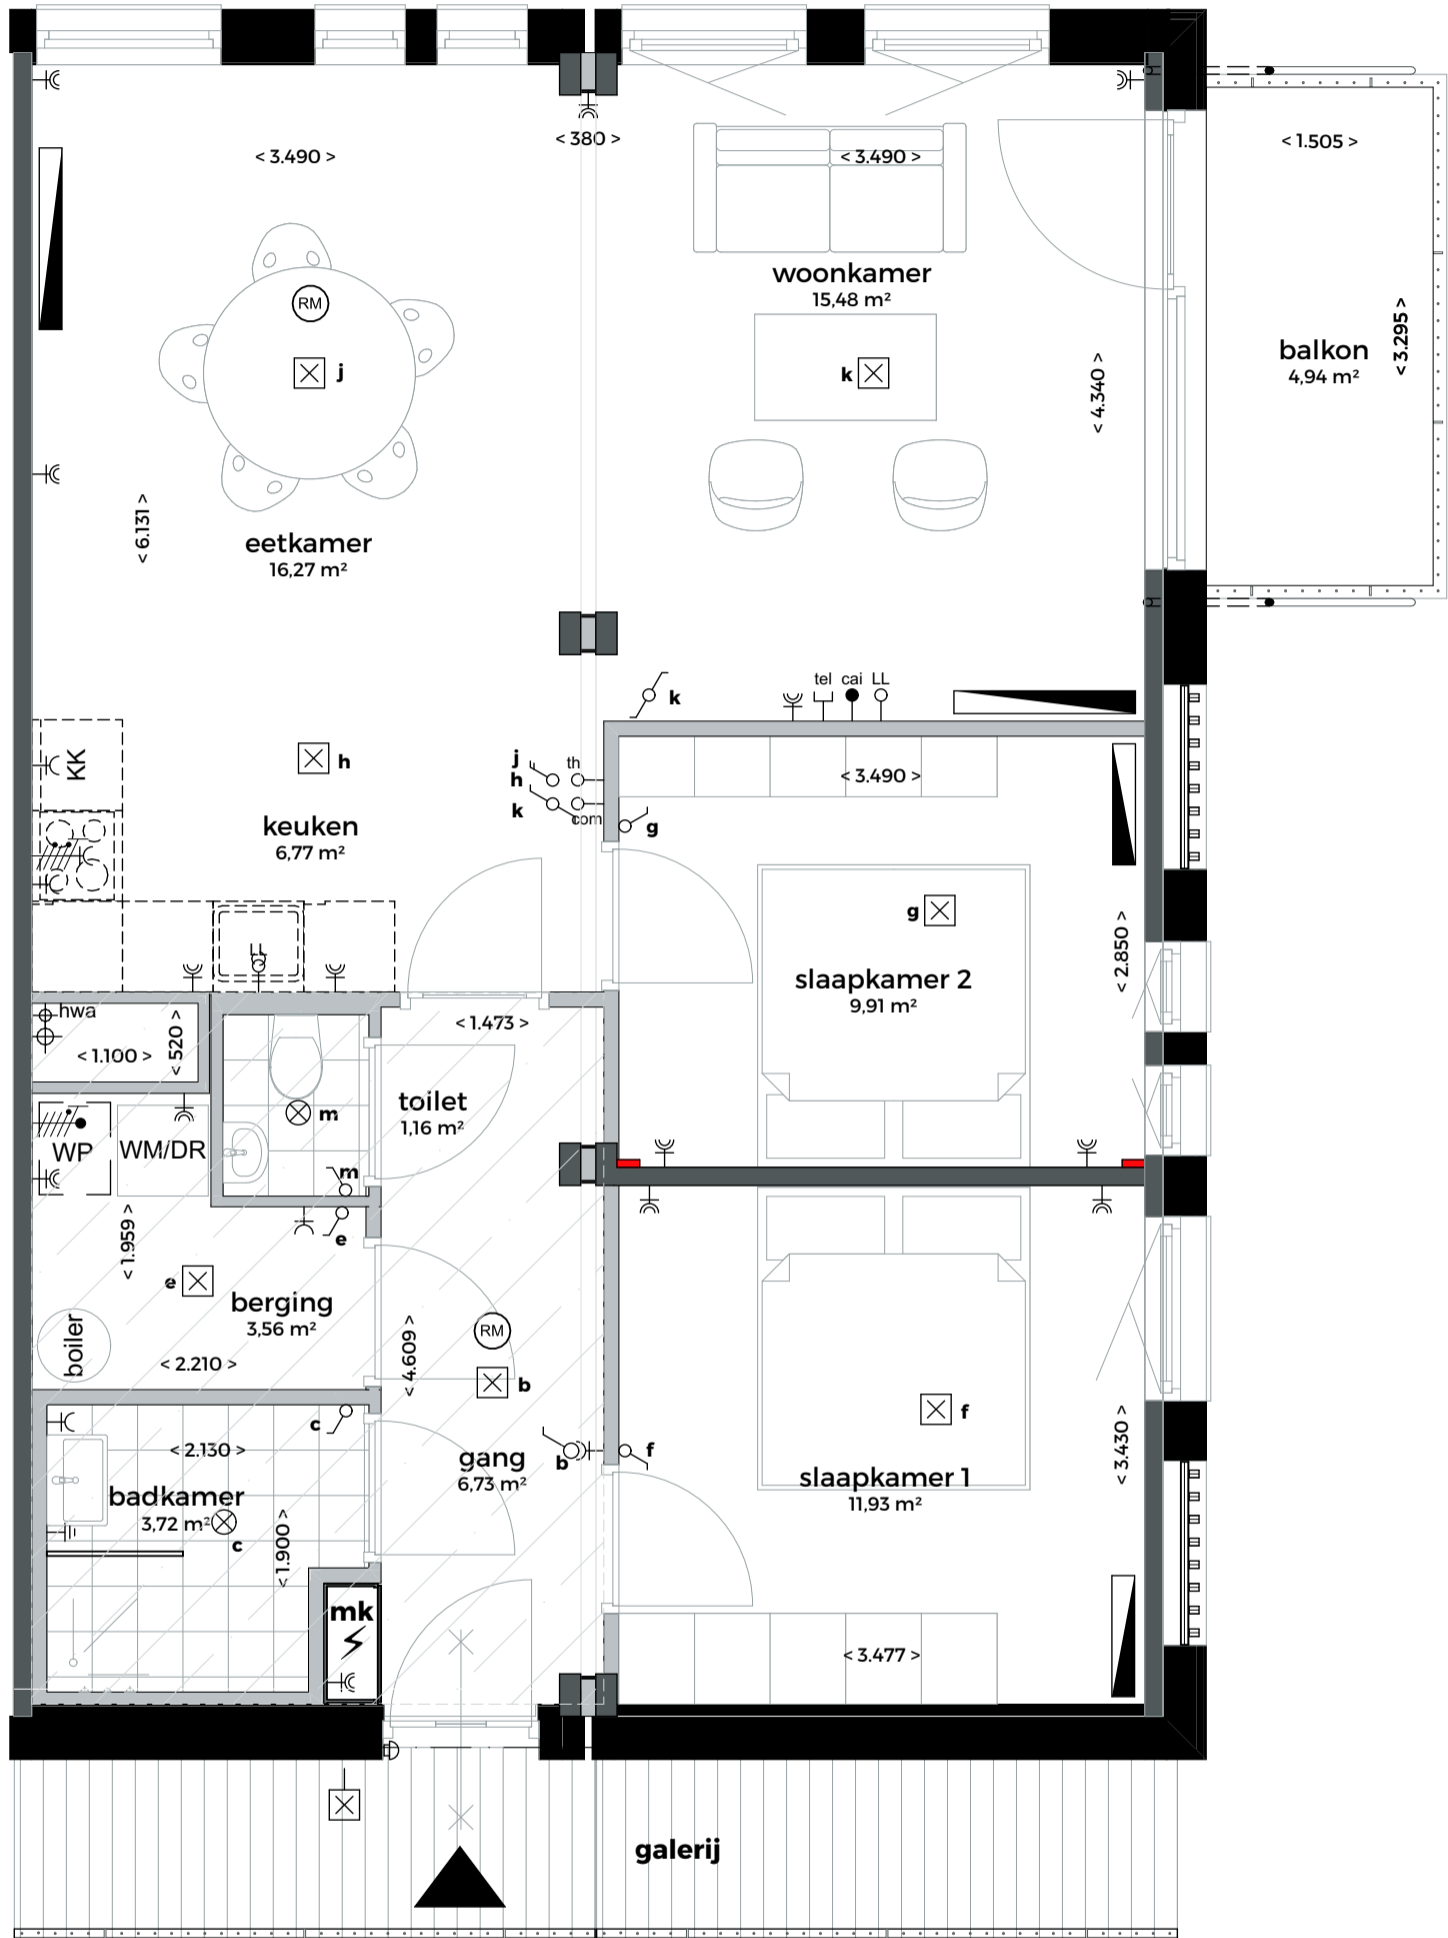 < 380 >
< 3.490 >
< 3.490 >
< 1.505 >
woonkamer
15,48 m²
RM
j
k
< 4.340 >
balkon
4,94 m²
< 3.295 >
< 6.131 >
eetkamer
16,27 m²
tel cai LL
k
KK
h
j
h
k
th
com
< 3.490 >
g
keuken
6,77 m²
g
LL
slaapkamer 2
9,91 m²
< 2.850 >
hwa
< 1.100 >
< 520 >
< 1.473 >
toilet
1,16 m²
m
WP
WM/DR
m
e
< 1.959 >
e
berging
3,56 m²
boiler
< 2.210 >
< 4.609 >
RM
b
c
f
< 2.130 >
gang
6,73 m²
b
f
slaapkamer 1
11,93 m²
< 3.430 >
badkamer
3,72 m²
c
< 1.900 >
mk
< 3.477 >
galerij